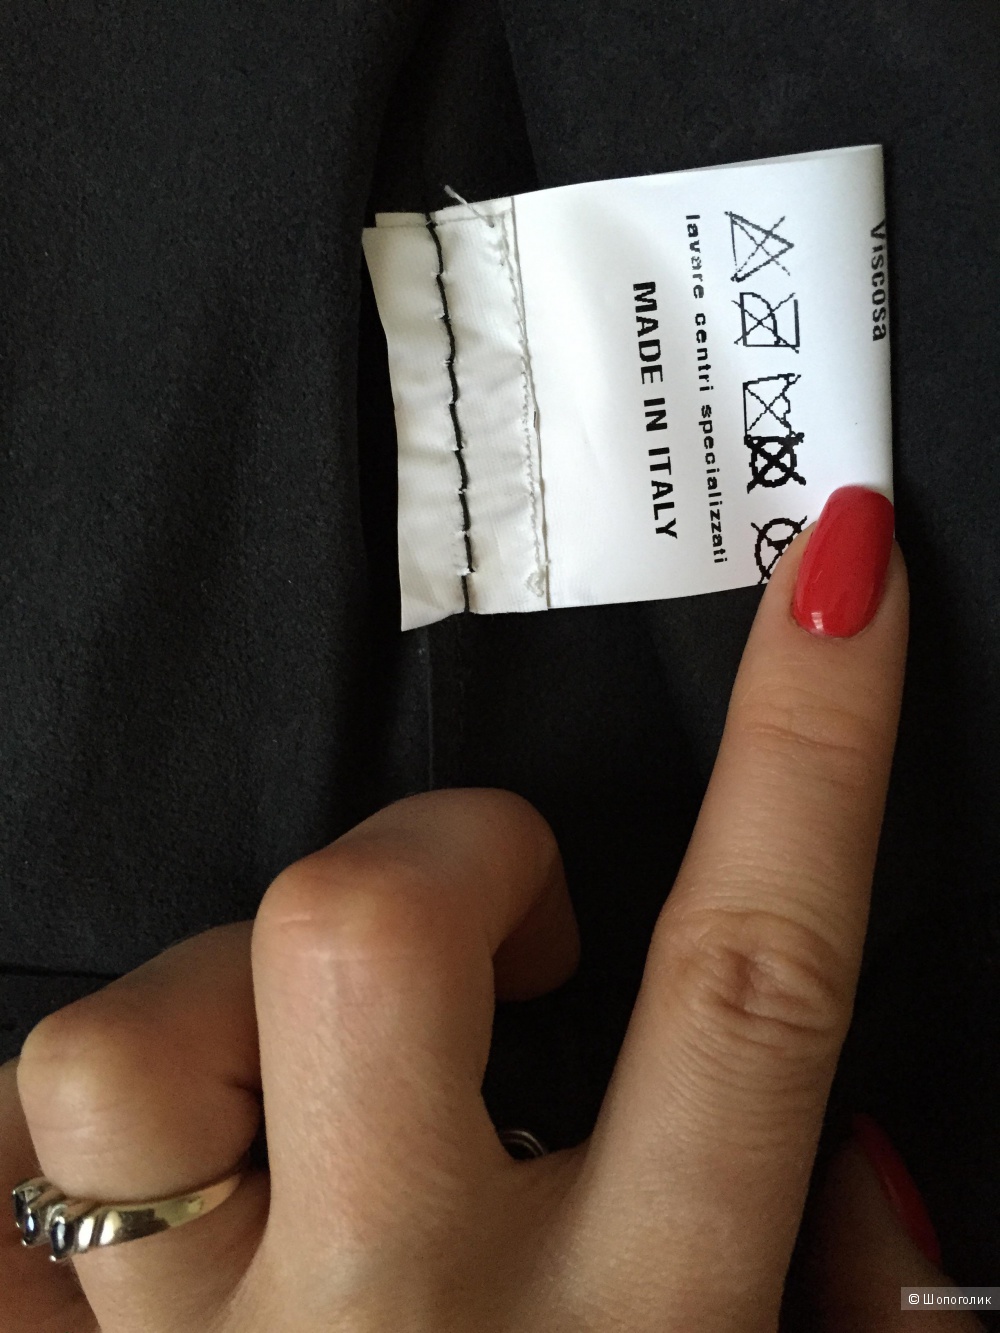 Viscosa
lavare centri specializzati
MADE IN ITALY
© Шопоголик